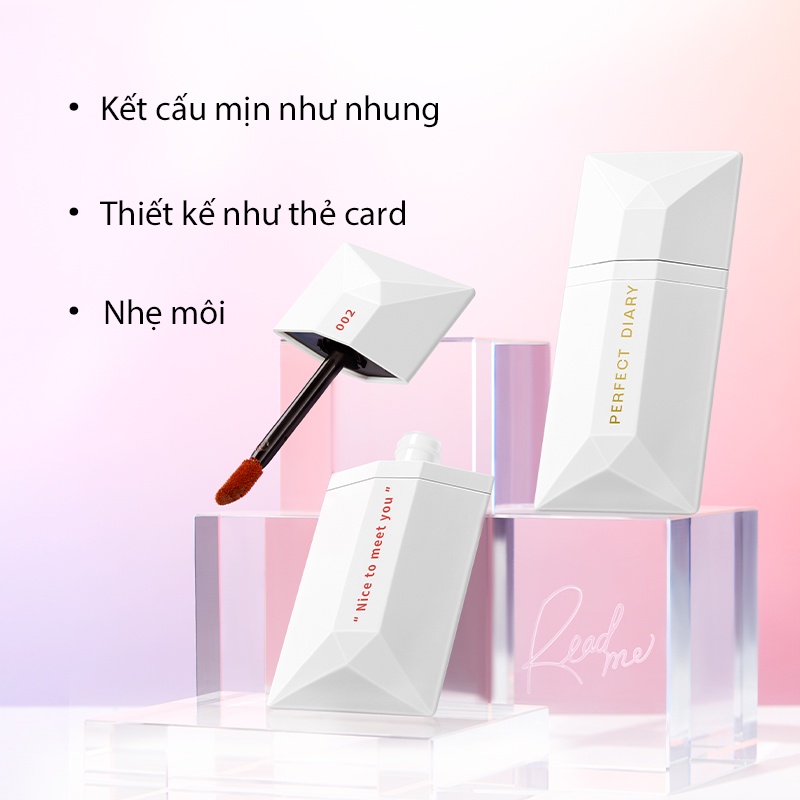 • Kết cấu mịn như nhung
• Thiết kế như thẻ card
• Nhẹ môi
002
PERFECT DIARY
" Nice to meet you "
Read me